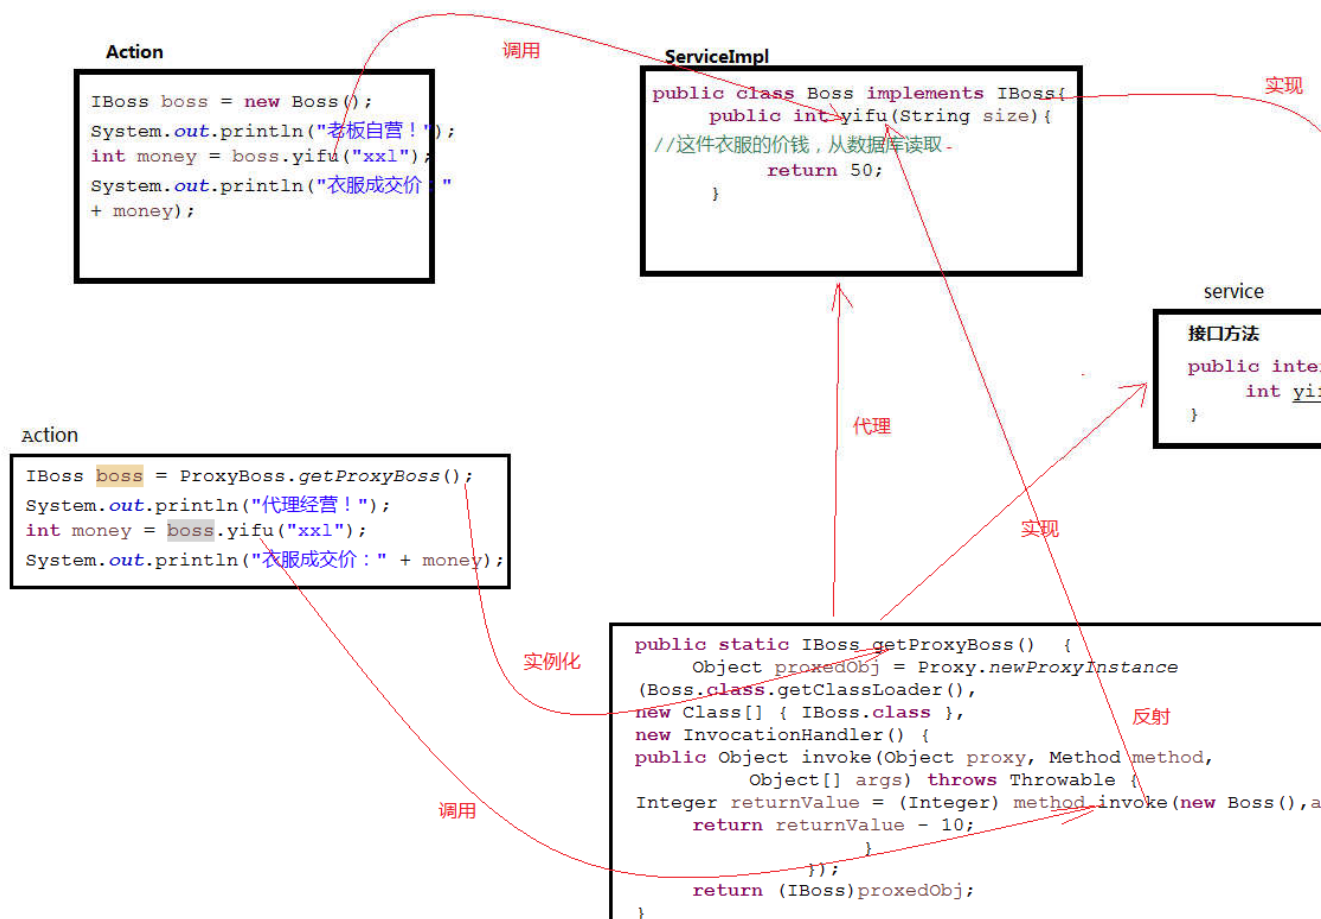 Action
IBoss boss = new Boss();
System.out.println("老板自营！");
int money = boss.yifu("xxl");
System.out.println("衣服成交价："
+ money);
调用
ServiceImpl
public class Boss implements IBoss{
public int yifu(String size){
//这件衣服的价钱，从数据库读取
return 50;
}
实现
service
接口方法
public inter
int yif
}
代理
Action
IBoss boss = ProxyBoss.getProxyBoss();
System.out.println("代理经营！");
int money = boss.yifu("xxl");
System.out.println("衣服成交价：" + money);
实现
实例化
反射
调用
public static IBoss getProxyBoss()  {
Object proxedObj = Proxy.newProxyInstance
(Boss.class.getClassLoader(),
new Class[] { IBoss.class },
new InvocationHandler() {
public Object invoke(Object proxy, Method method,
Object[] args) throws Throwable {
Integer returnValue = (Integer) method.invoke(new Boss(),a
return returnValue - 10;
}
});
return (IBoss)proxedObj;
}